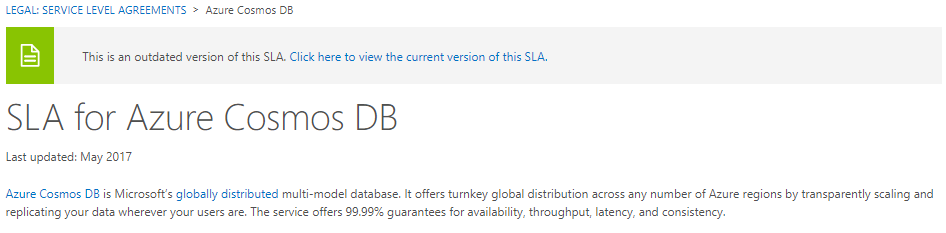 LEGAL: SERVICE LEVEL AGREEMENTS > Azure Cosmos DB
This is an outdated version of this SLA. Click here to view the current version of this SLA.
SLA for Azure Cosmos DB
Last updated: May 2017
Azure Cosmos DB is Microsoft's globally distributed multi-model database. It offers turnkey global distribution across any number of Azure regions by transparently scaling and
replicating your data wherever your users are. The service offers 99.99% guarantees for availability, throughput, latency, and consistency.